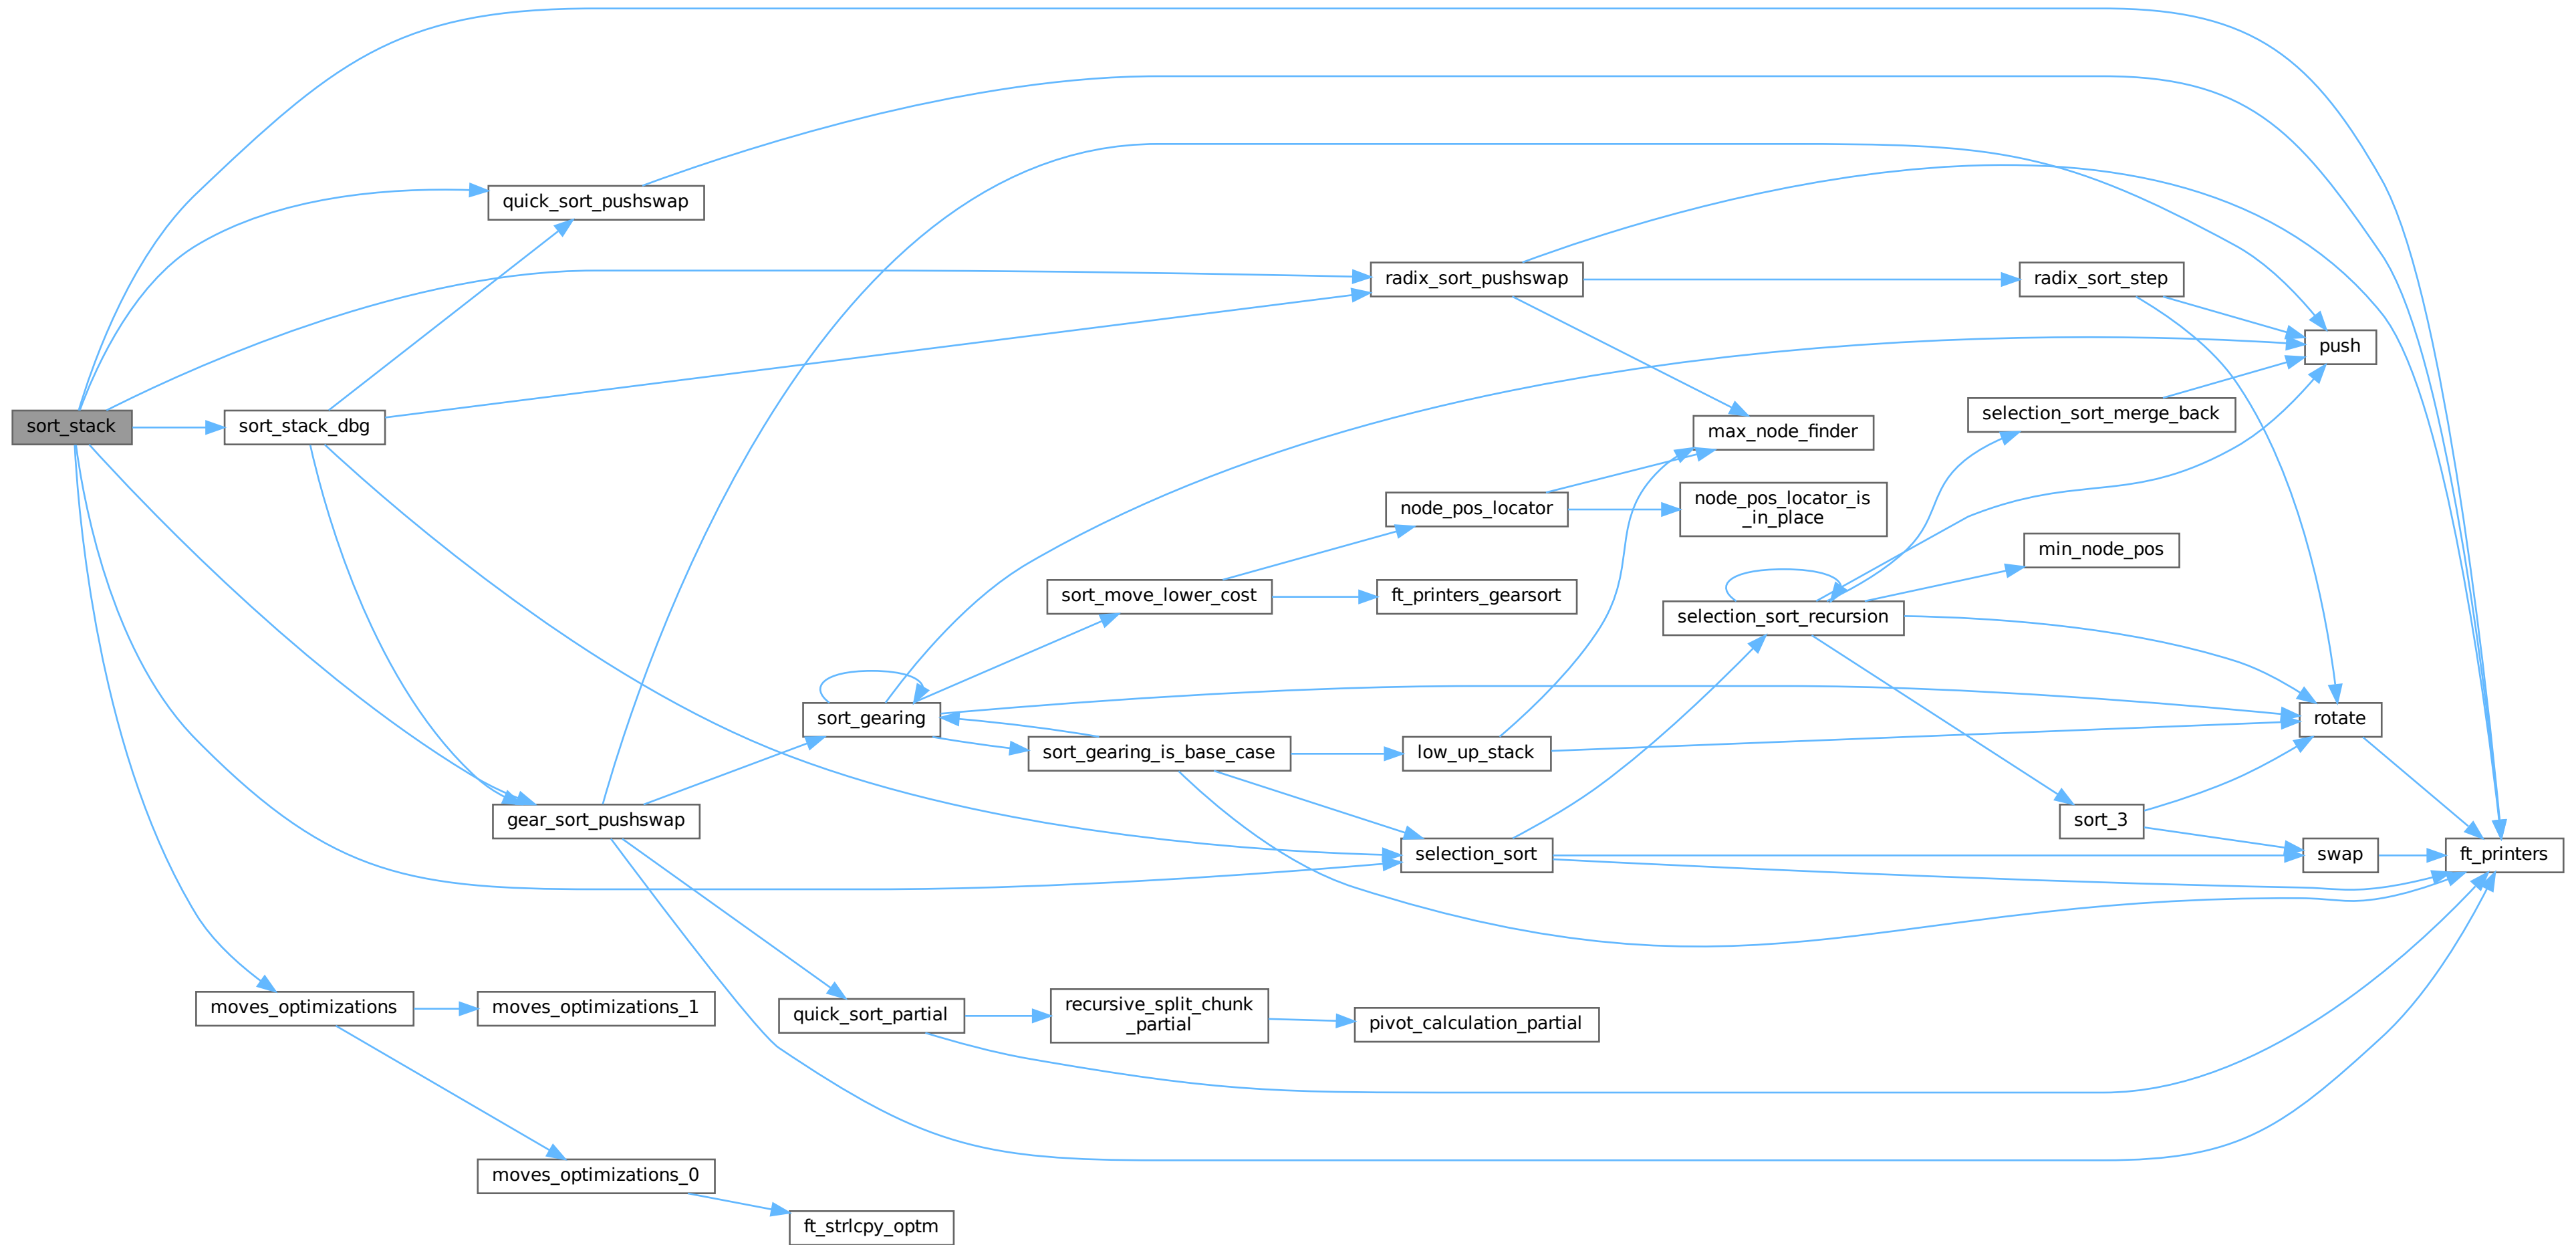 sort_stack
sort_stack_dbg
quick_sort_pushswap
radix_sort_pushswap
radix_sort_step
push
max_node_finder
selection_sort_merge_back
node_pos_locator
node_pos_locator_is
_in_place
min_node_pos
sort_move_lower_cost
ft_printers_gearsort
selection_sort_recursion
sort_gearing
sort_gearing_is_base_case
low_up_stack
rotate
gear_sort_pushswap
selection_sort
sort_3
swap
ft_printers
moves_optimizations
moves_optimizations_1
quick_sort_partial
recursive_split_chunk
_partial
pivot_calculation_partial
moves_optimizations_0
ft_strlcpy_optm